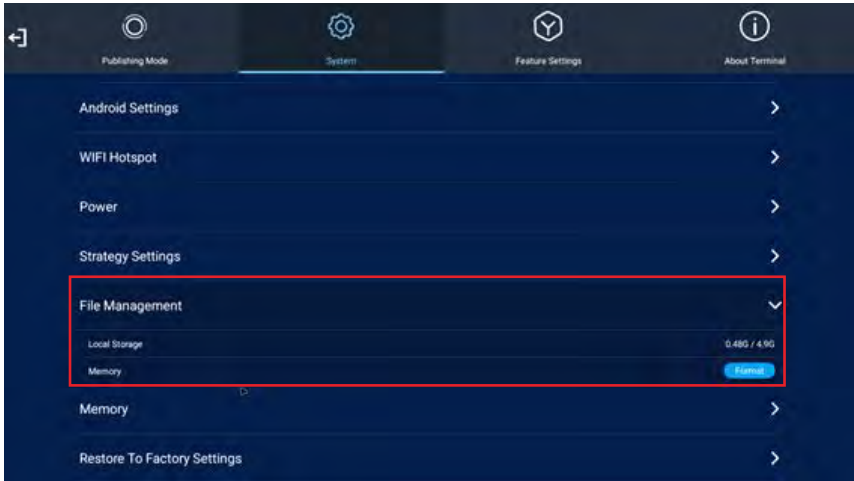 Publishing Mode
System
Feature Settings
About Terminal
Android Settings
WIFI Hotspot
Power
Strategy Settings
File Management
Local Storage 0.48G / 4.9G
Memory Format
Memory
Restore To Factory Settings